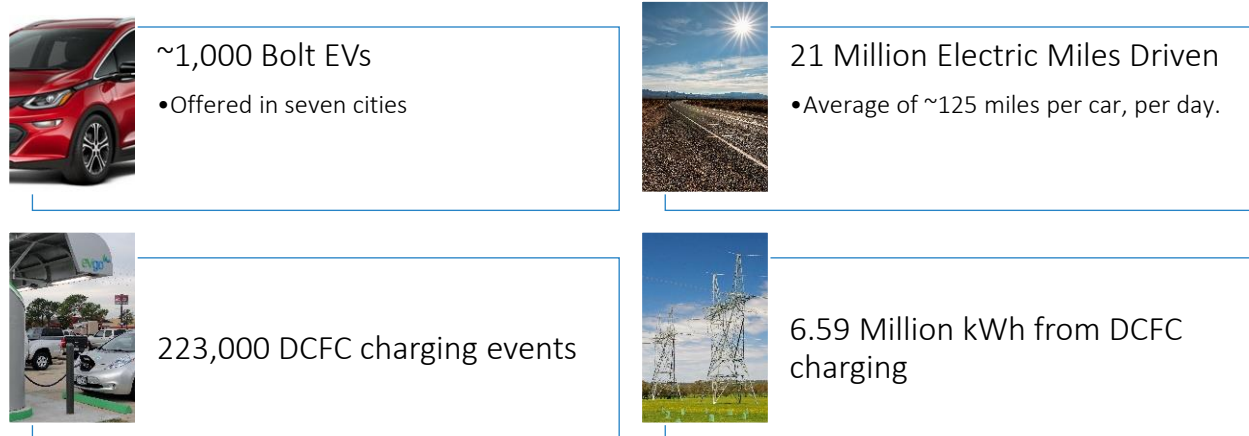 ~1,000 Bolt EVs
•Offered in seven cities
21 Million Electric Miles Driven
•Average of ~125 miles per car, per day.
evgo
223,000 DCFC charging events
6.59 Million kWh from DCFC
charging